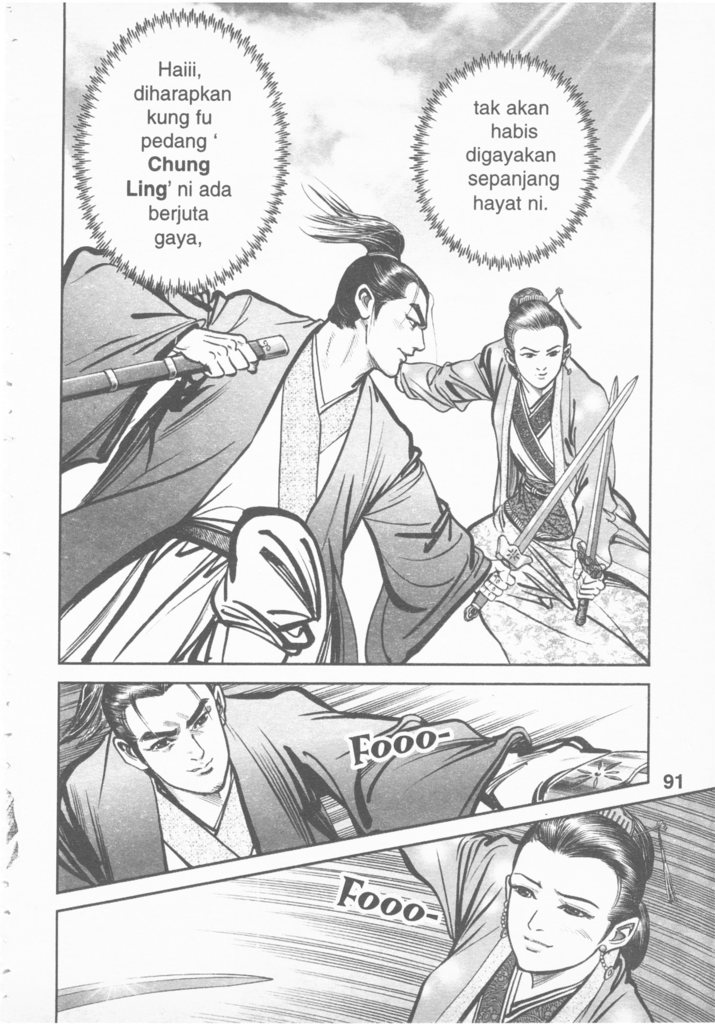 Haiii,
diharapkan
kung fu
pedang '
Chung
Ling' ni ada
berjuta
gaya,
tak akan
habis
digayakan
sepanjang
hayat ni.
Fooo-
91
Fooo-